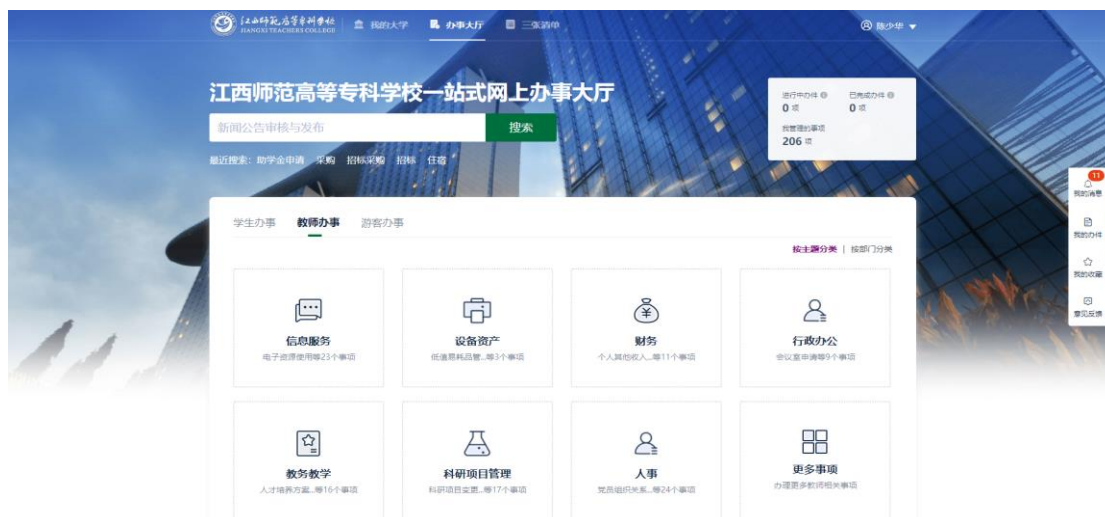 江西师范高等专科学校
JIANGXI TEACHERS COLLEGE
我的大学
办事大厅
三张清单
陈少华
江西师范高等专科学校一站式网上办事大厅
新闻公告审核与发布
搜索
最近搜索: 助学金申请 采购 招标采购 招标 住宿
进行中办件 已完成办件
0 项 0 项
我管理的事项
206 项
11
我的消息
我的办件
我的收藏
意见反馈
学生办事 教师办事 游客办事
按主题分类 | 按部门分类
信息服务
电子资源使用等23个事项
设备资产
低值易耗品管...等3个事项
财务
个人其他收入...等11个事项
行政办公
会议室申请等9个事项
教务教学
人才培养方案...等16个事项
科研项目管理
科研项目变更...等17个事项
人事
党员组织关系...等24个事项
更多事项
办理更多教师相关事项